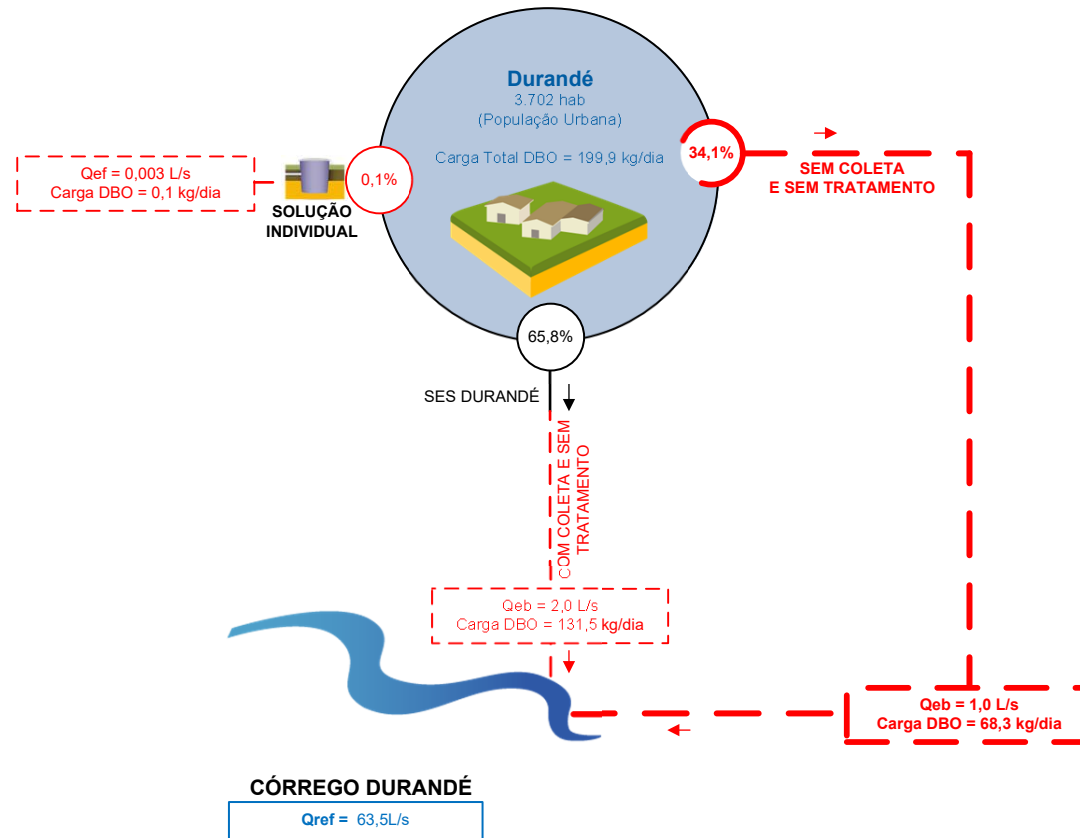 Durandé
3.702 hab
(População Urbana)
Carga Total DBO = 199,9 kg/dia
34,1%
SEM COLETA
E SEM TRATAMENTO
Qef = 0,003 L/s
Carga DBO = 0,1 kg/dia
0,1%
SOLUÇÃO
INDIVIDUAL
65,8%
SES DURANDÉ
COM COLETA E SEM
TRATAMENTO
Qeb = 2,0 L/s
Carga DBO = 131,5 kg/dia
Qeb = 1,0 L/s
Carga DBO = 68,3 kg/dia
CÓRREGO DURANDÉ
Qref = 63,5L/s